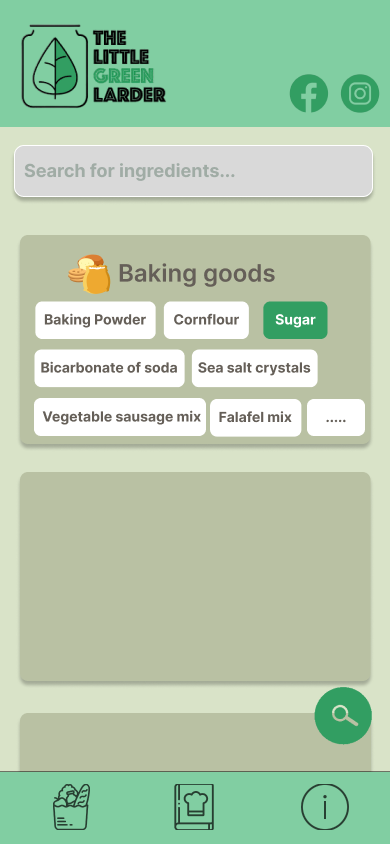 THE
LITTLE
GREEN
LARDER
Search for ingredients...
Baking goods
Baking Powder
Cornflour
Sugar
Bicarbonate of soda
Sea salt crystals
Vegetable sausage mix
Falafel mix
.....